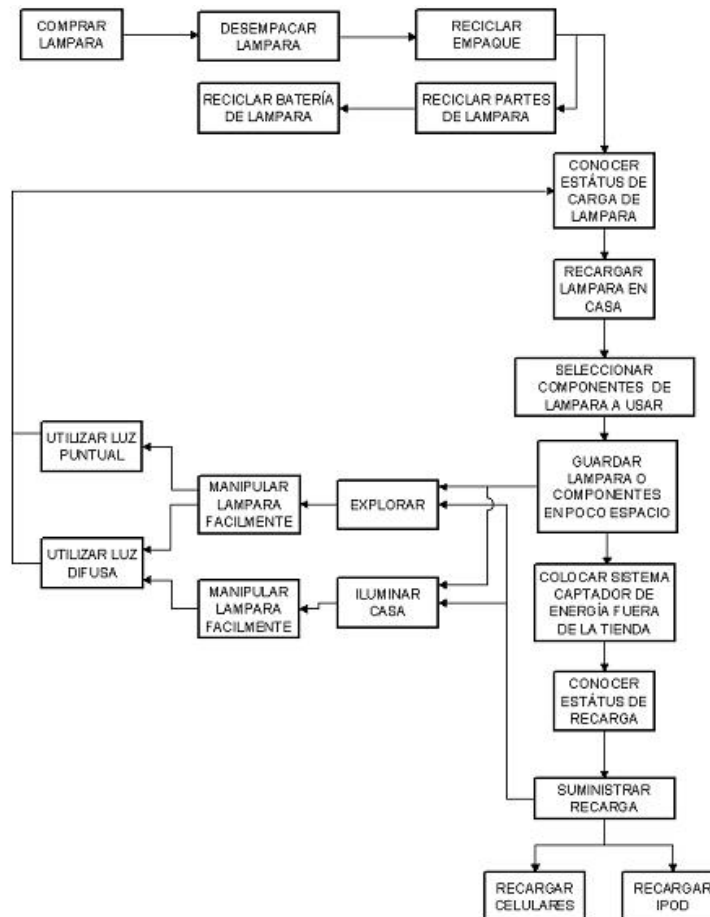 COMPRAR
LAMPARA
DESEMPACAR
LAMPARA
RECICLAR
EMPAQUE
RECICLAR BATERÍA
DE LAMPARA
RECICLAR PARTES
DE LAMPARA
CONOCER
ESTÁTUS DE
CARGA DE
LAMPARA
RECARGAR
LAMPARA EN
CASA
SELECCIONAR
COMPONENTES DE
LAMPARA A USAR
UTILIZAR LUZ
PUNTUAL
MANIPULAR
LAMPARA
FACILMENTE
EXPLORAR
GUARDAR
LAMPARA O
COMPONENTES
EN POCO ESPACIO
UTILIZAR LUZ
DIFUSA
MANIPULAR
LAMPARA
FACILMENTE
ILUMINAR
CASA
COLOCAR SISTEMA
CAPTADOR DE
ENERGÍA FUERA
DE LA TIENDA
CONOCER
ESTÁTUS DE
RECARGA
SUMINISTRAR
RECARGA
RECARGAR
CELULARES
RECARGAR
IPOD